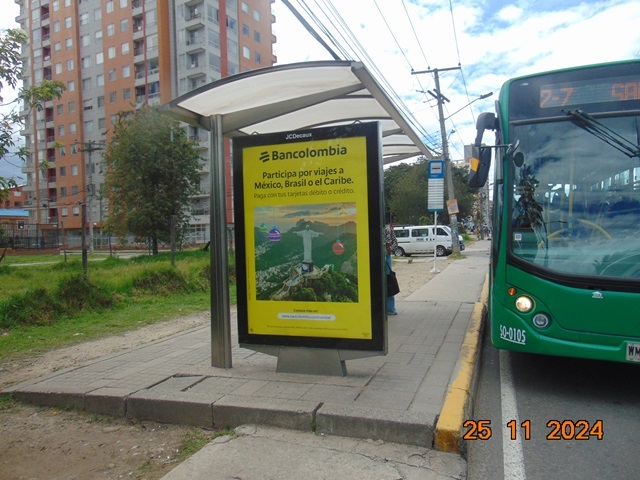 JCDecaux
Bancolombia
Participa por viajes a
México, Brasil o el Caribe.
Paga con tus tarjetas débito o crédito.
2-7
SO-0105
25 11 2024